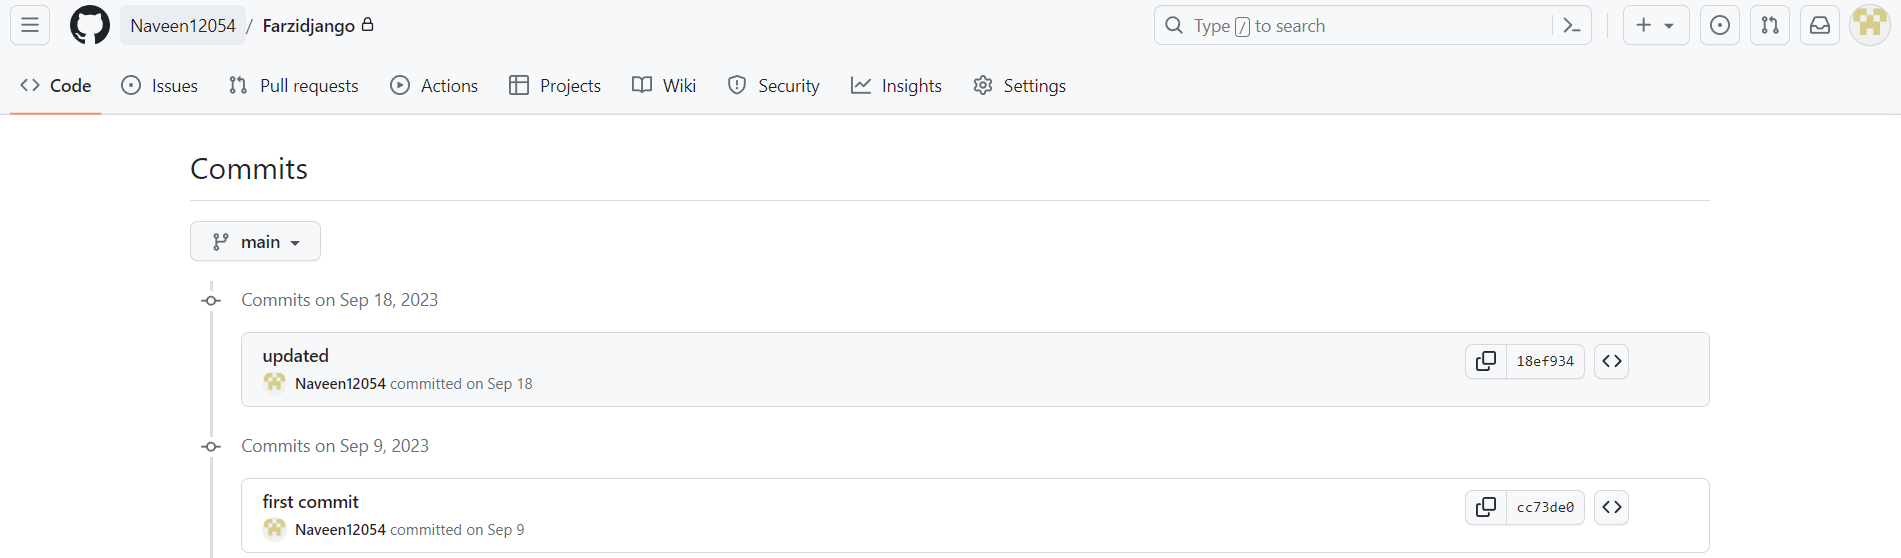 Naveen12054 / Farzidjango
Type / to search
Code Issues Pull requests Actions Projects Wiki Security Insights Settings
Commits
main
Commits on Sep 18, 2023
updated
18ef934
Naveen12054 committed on Sep 18
Commits on Sep 9, 2023
first commit
cc73de0
Naveen12054 committed on Sep 9